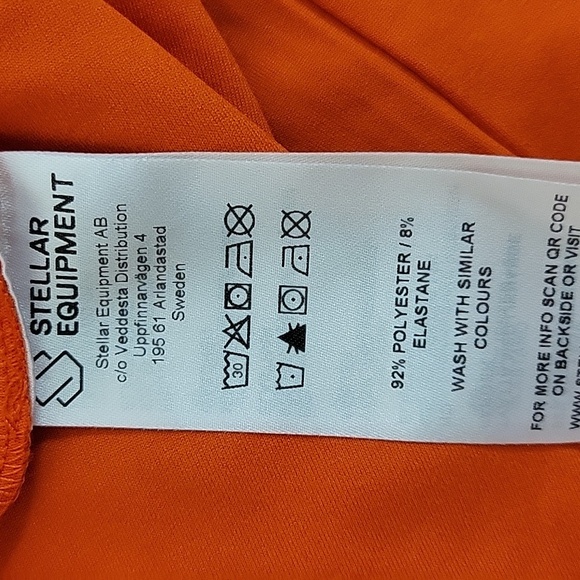 STELLAR
EQUIPMENT
Stellar Equipment AB
c/o Veddesta Distribution
Uppfinnarvägen 4
195 61 Arlandastad
Sweden
30
92% POLYESTER / 8%
ELASTANE
WASH WITH SIMILAR
COLOURS
FOR MORE INFO SCAN QR CODE
ON BACKSIDE OR VISIT